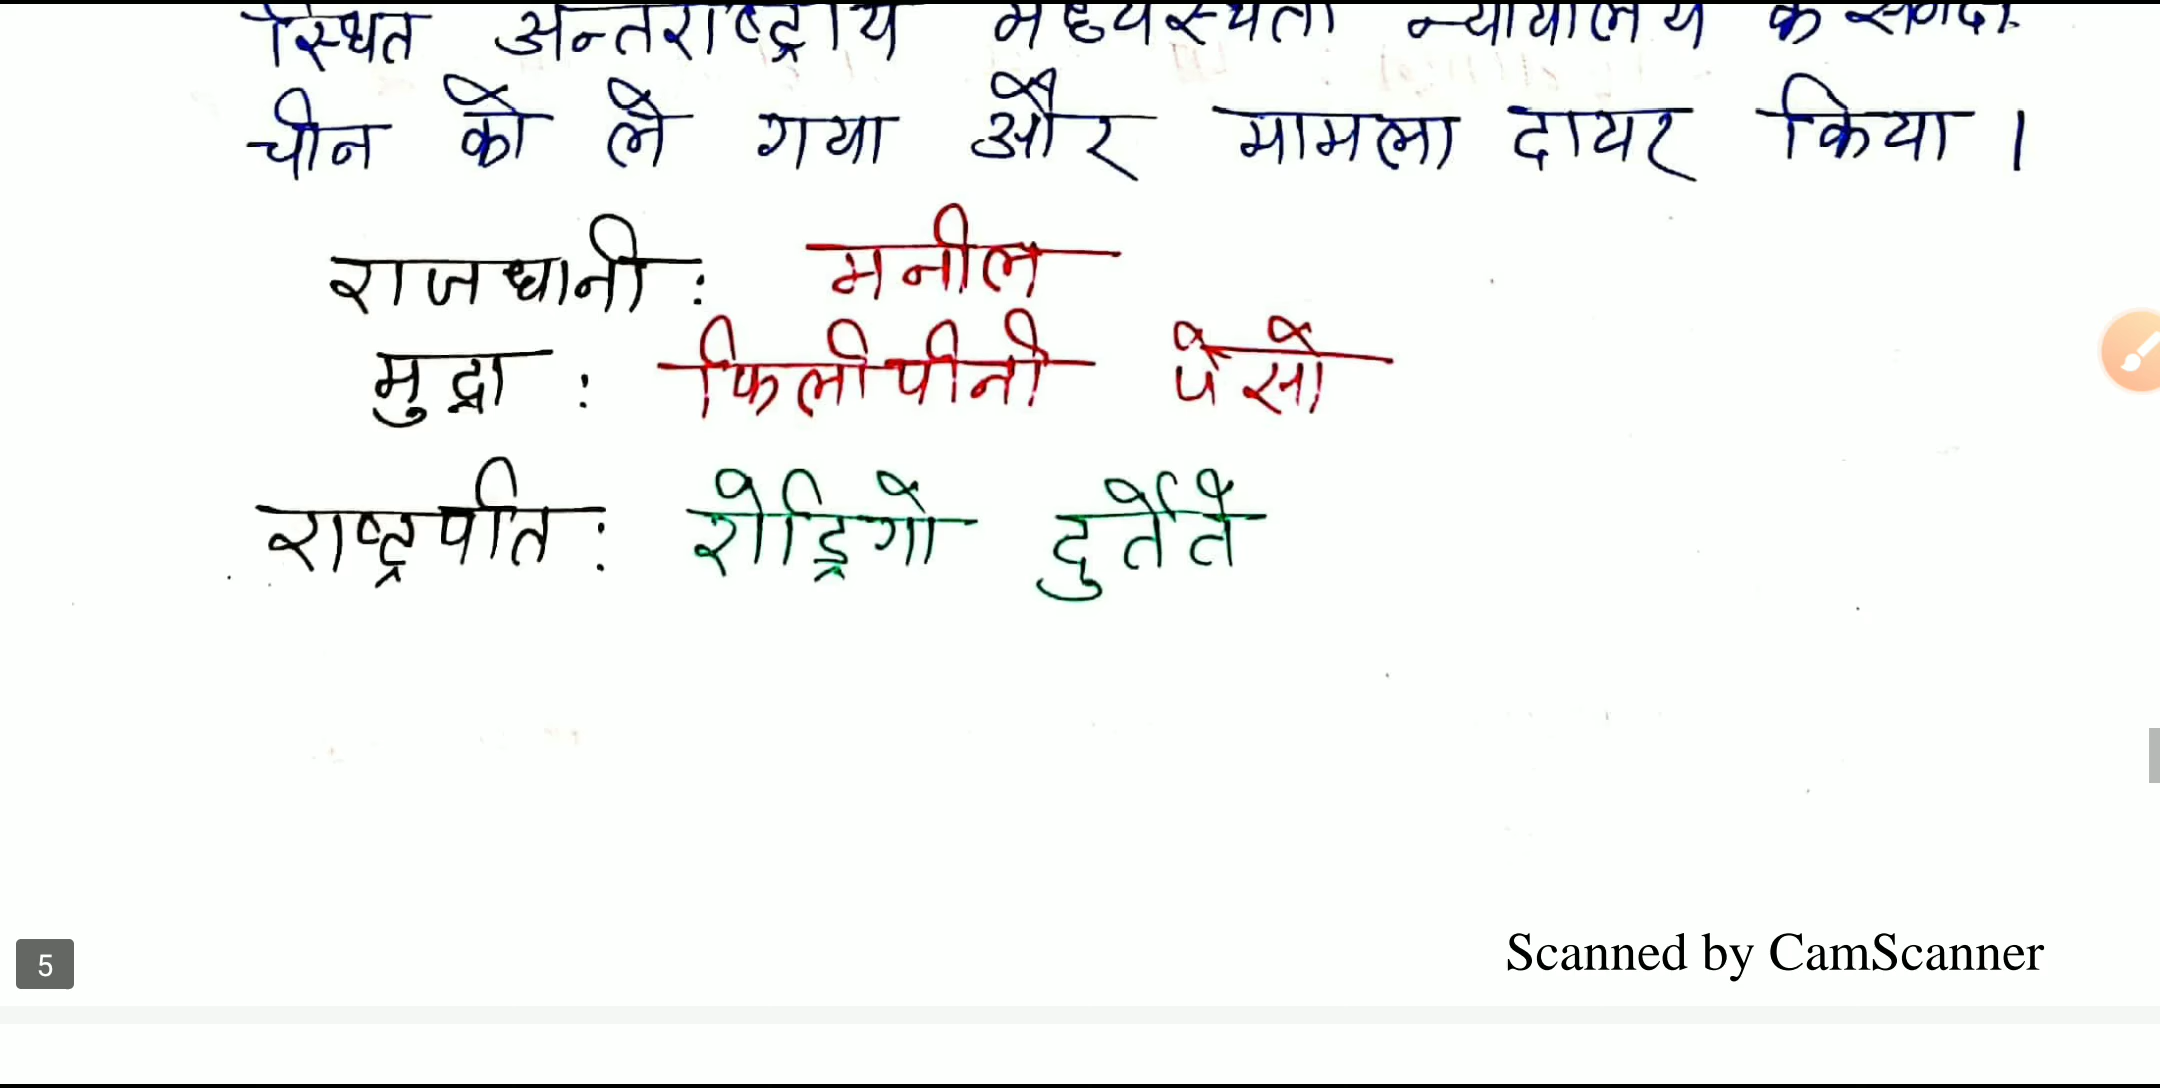 स्थित अन्तराष्ट्रीय मध्यस्थता न्यायालय के समक्ष
चीन को ले गया और मामला दायर किया ।
राजधानी : मनील
मुद्रा : फिलीपीनी पेसो
राष्ट्रपति : रोड्रिगो दुर्तेते
5
Scanned by CamScanner